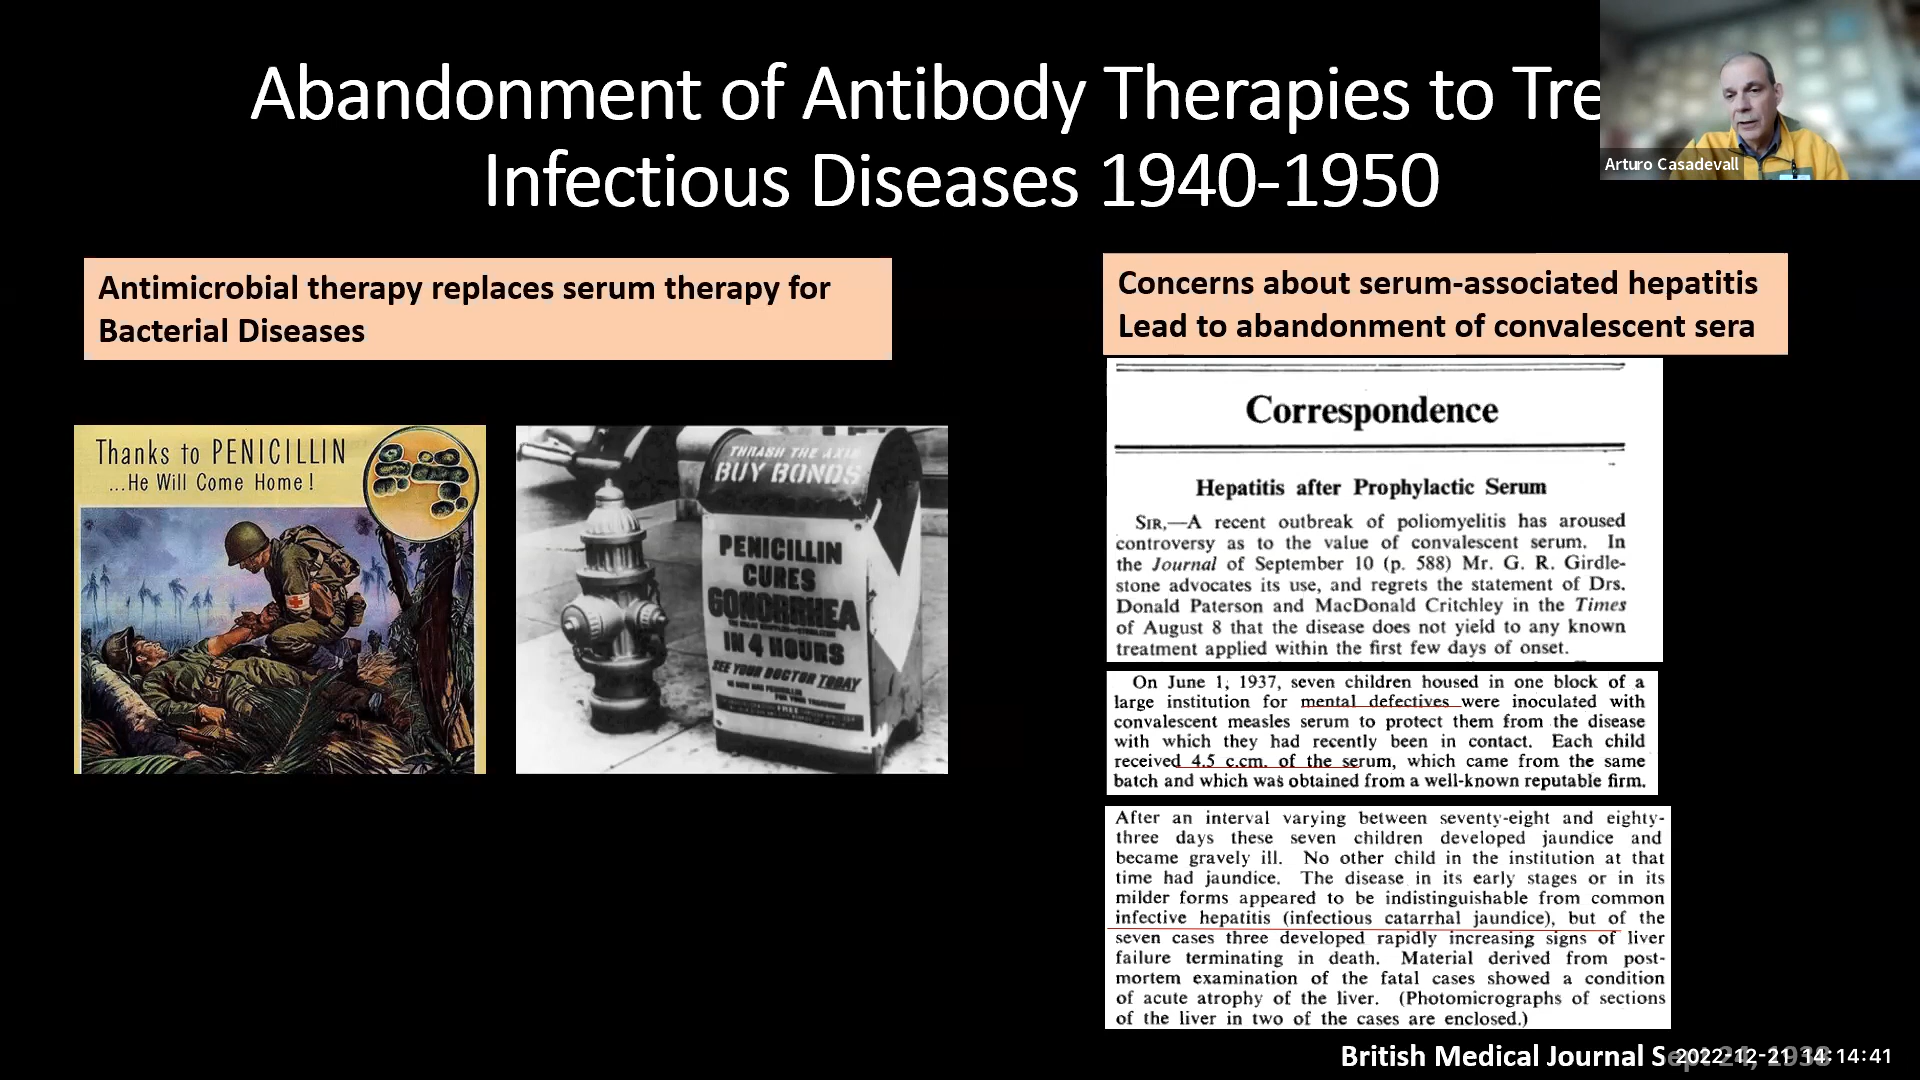 Abandonment of Antibody Therapies to Tre
Infectious Diseases 1940-1950
Arturo Casadevall
Antimicrobial therapy replaces serum therapy for
Bacterial Diseases
Thanks to PENICILLIN
...He Will Come Home!
THRASH THE AXIS
BUY BONDS
PENICILLIN
CURES
GONORRHEA
IN 4 HOURS
SEE YOUR DOCTOR TODAY
FREE
Concerns about serum-associated hepatitis
Lead to abandonment of convalescent sera
Correspondence
Hepatitis after Prophylactic Serum
SIR,—A recent outbreak of poliomyelitis has aroused
controversy as to the value of convalescent serum. In
the Journal of September 10 (p. 588) Mr. G. R. Girdle-
stone advocates its use, and regrets the statement of Drs.
Donald Paterson and MacDonald Critchley in the Times
of August 8 that the disease does not yield to any known
treatment applied within the first few days of onset.
On June 1, 1937, seven children housed in one block of a
large institution for mental defectives were inoculated with
convalescent measles serum to protect them from the disease
with which they had recently been in contact. Each child
received 4.5 c.cm. of the serum, which came from the same
batch and which was obtained from a well-known reputable firm.
After an interval varying between seventy-eight and eighty-
three days these seven children developed jaundice and
became gravely ill. No other child in the institution at that
time had jaundice. The disease in its early stages or in its
milder forms appeared to be indistinguishable from common
infective hepatitis (infectious catarrhal jaundice), but of the
seven cases three developed rapidly increasing signs of liver
failure terminating in death. Material derived from post-
mortem examination of the fatal cases showed a condition
of acute atrophy of the liver. (Photomicrographs of sections
of the liver in two of the cases are enclosed.)
British Medical Journal Sept 24, 1938
2022-12-21 14:14:41